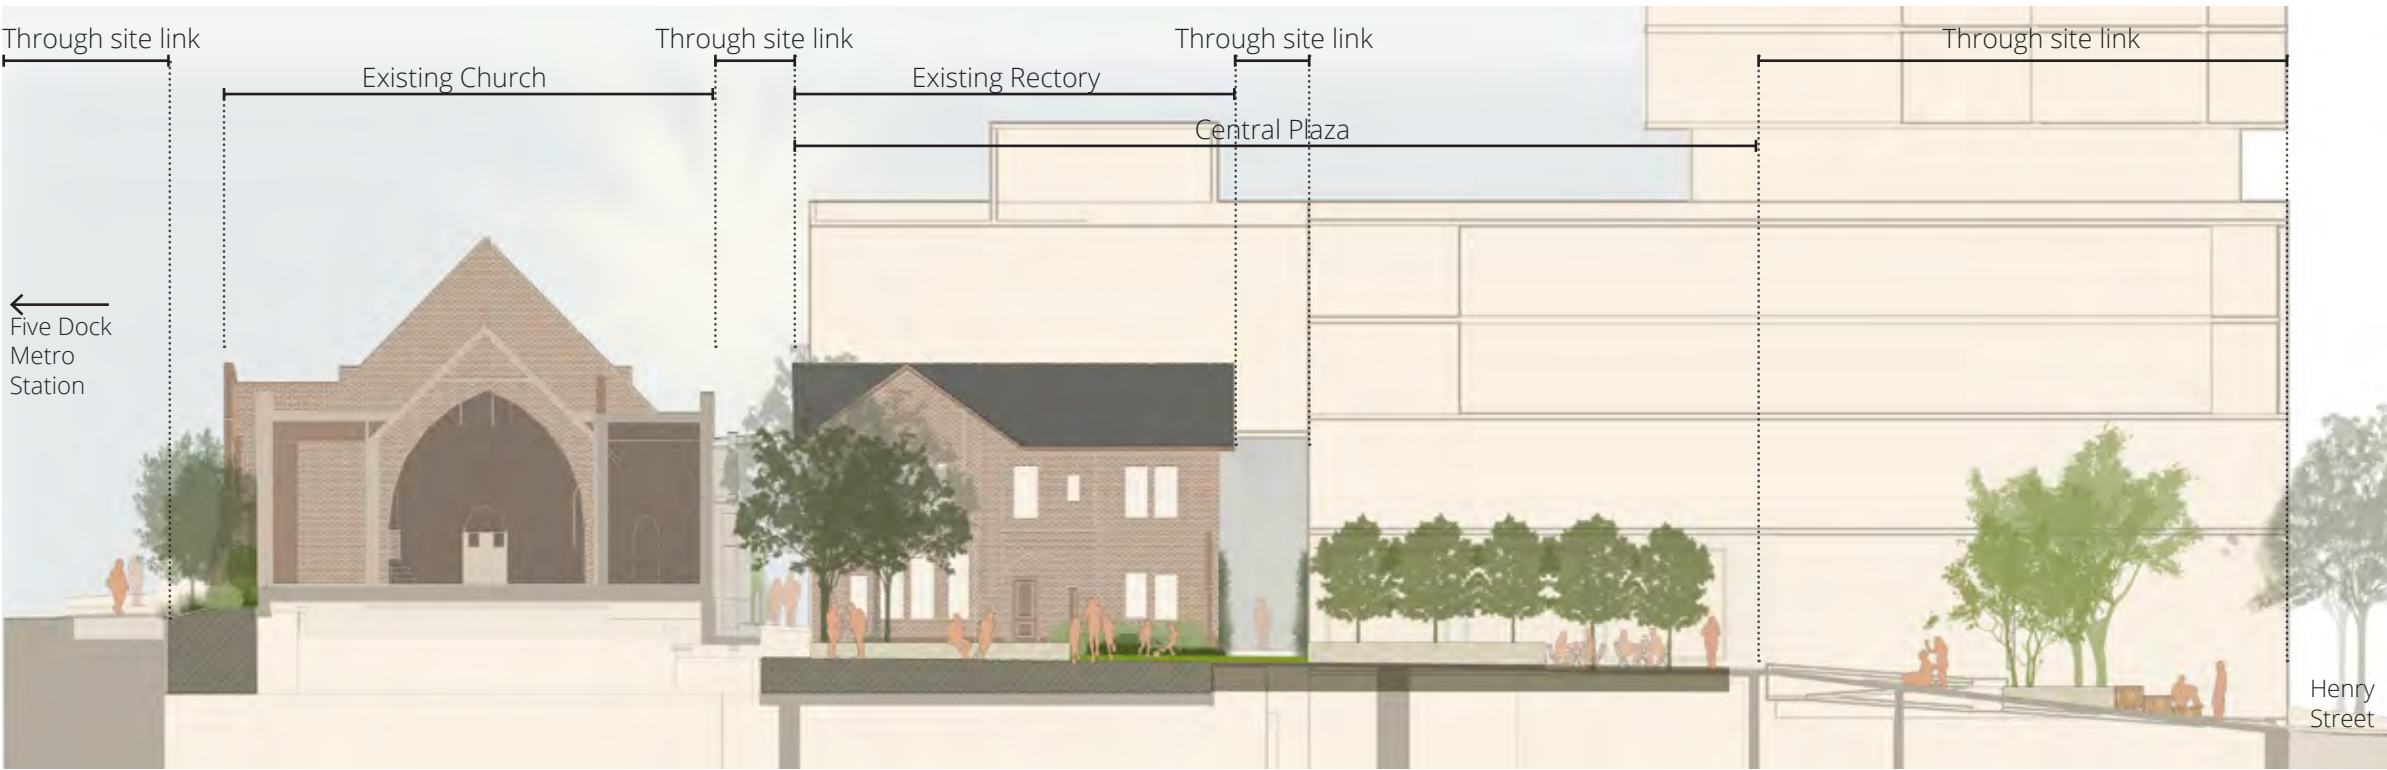 Through site link
Through site link
Through site link
Through site link
Existing Church
Existing Rectory
Central Plaza
Five Dock
Metro
Station
Henry
Street